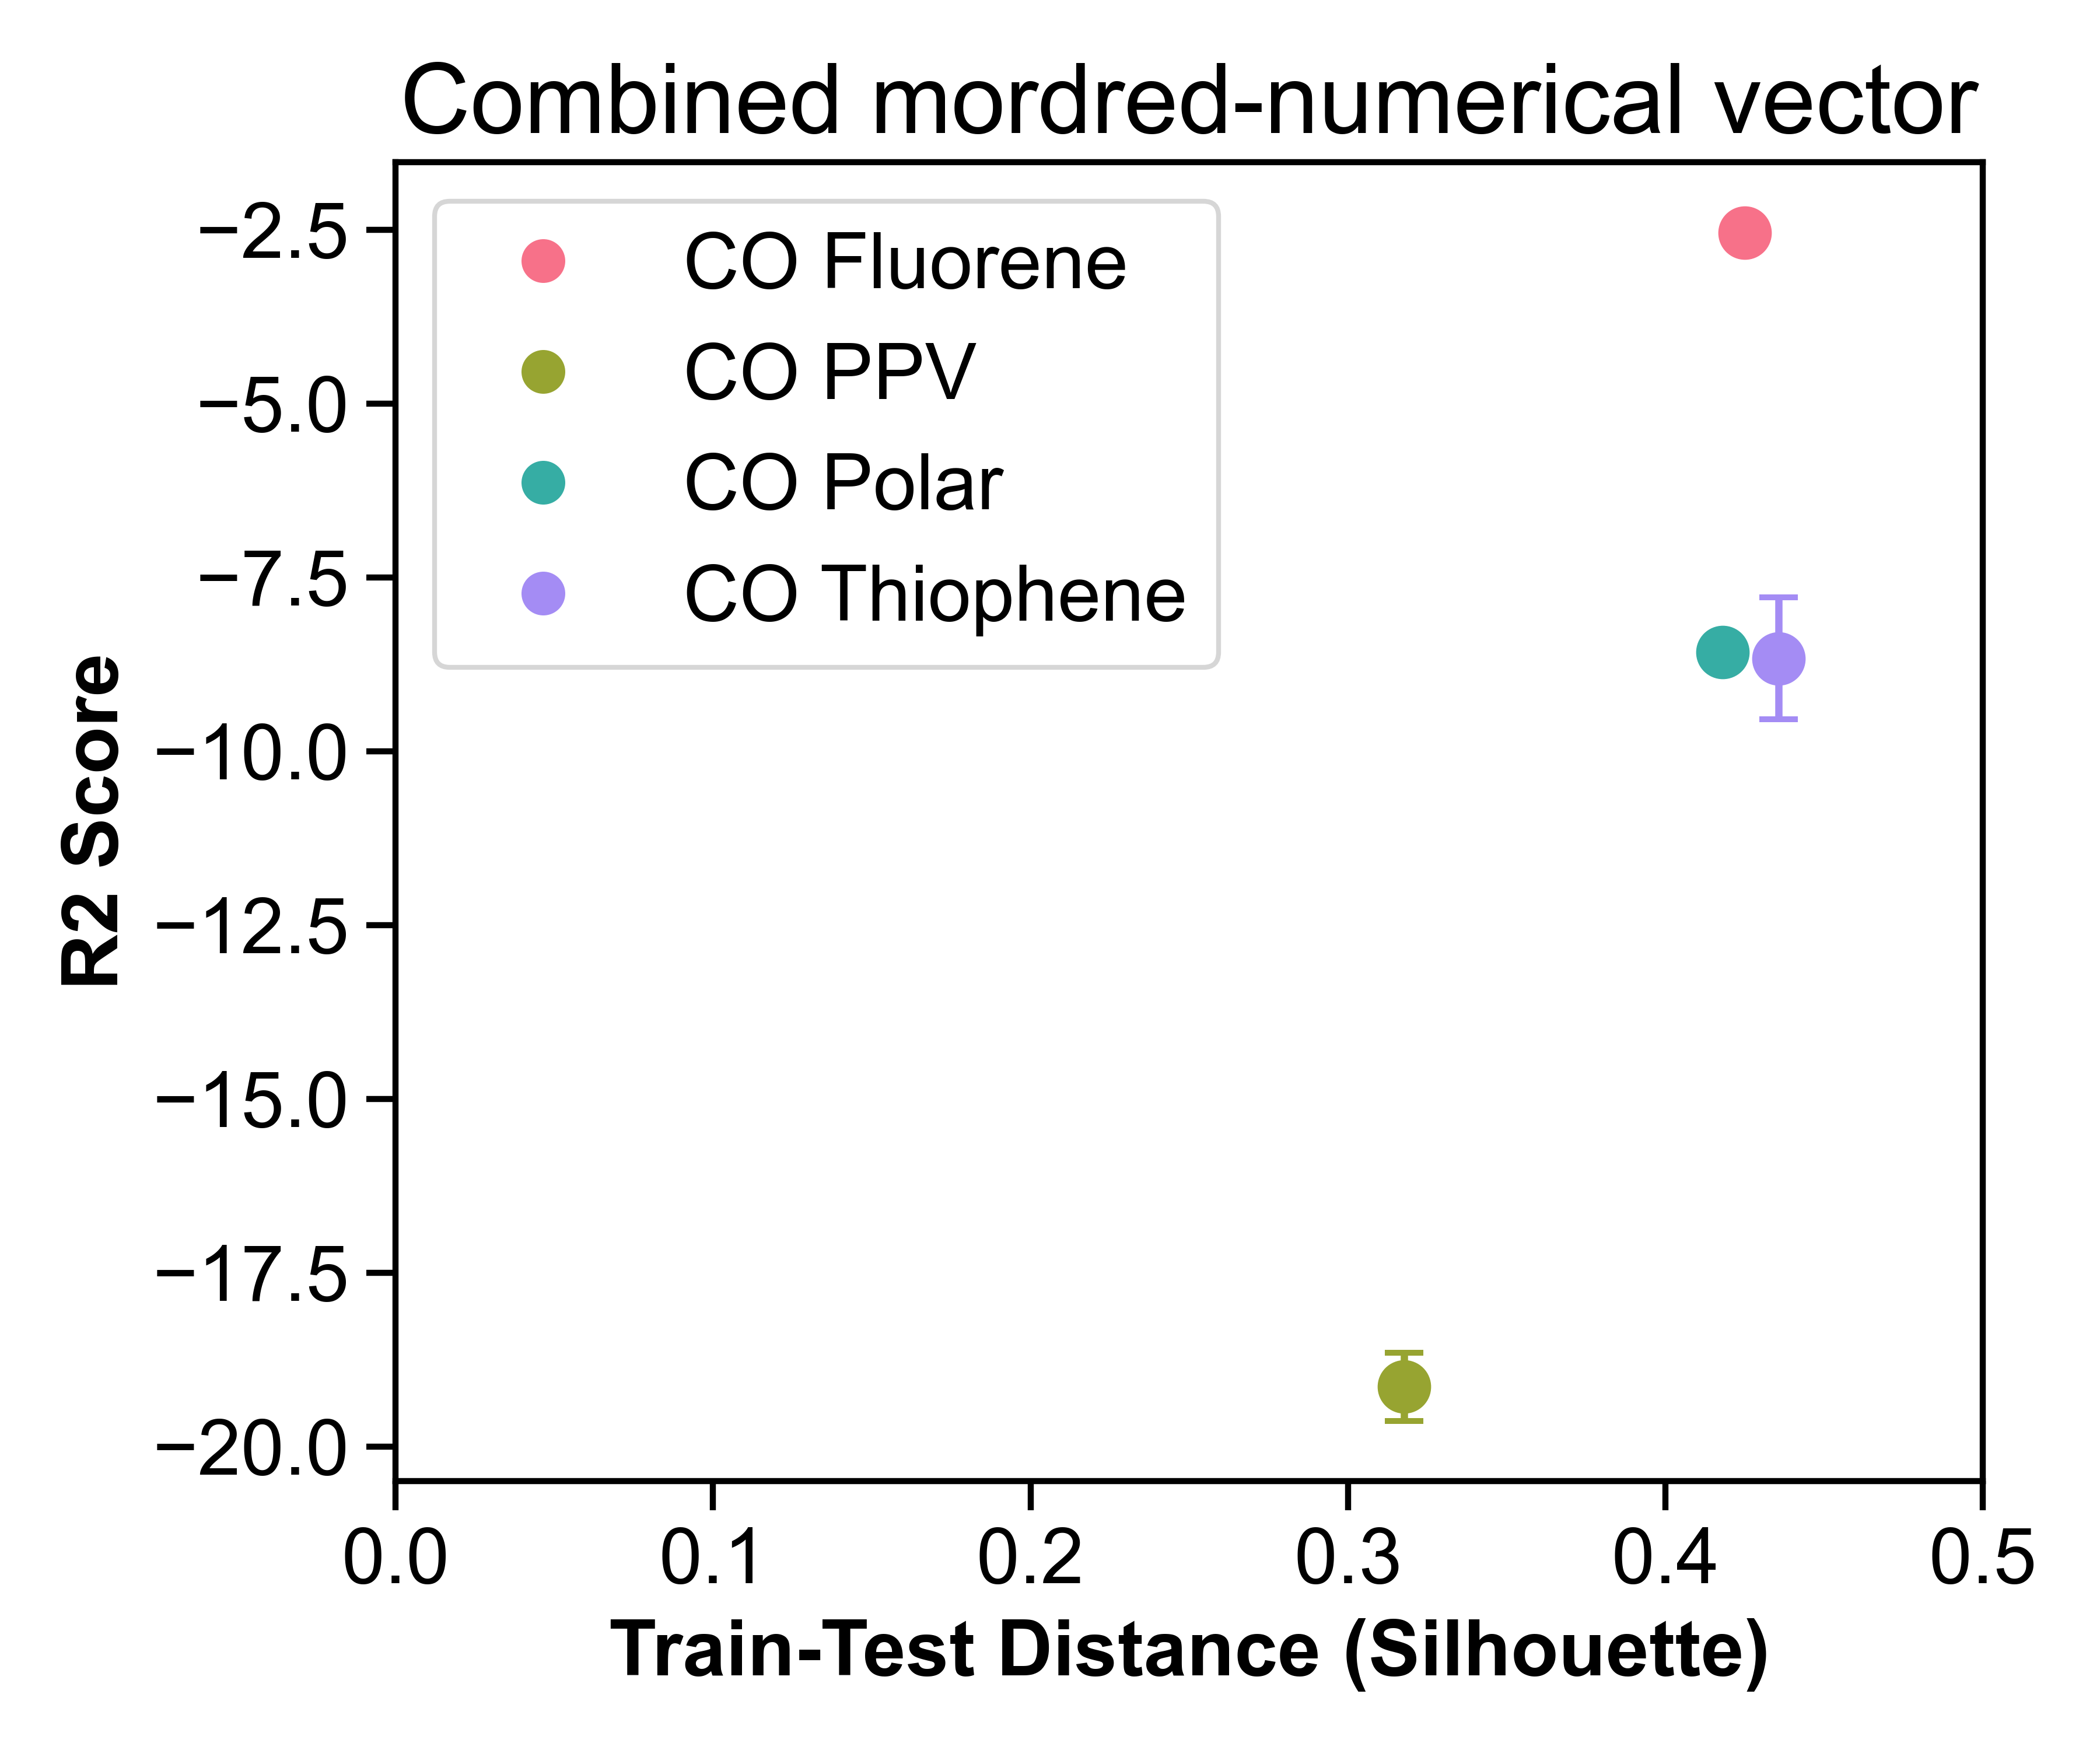 Combined mordred-numerical vector
CO Fluorene
CO PPV
CO Polar
CO Thiophene
R2 Score
−2.5
−5.0
−7.5
−10.0
−12.5
−15.0
−17.5
−20.0
0.0 0.1 0.2 0.3 0.4 0.5
Train-Test Distance (Silhouette)